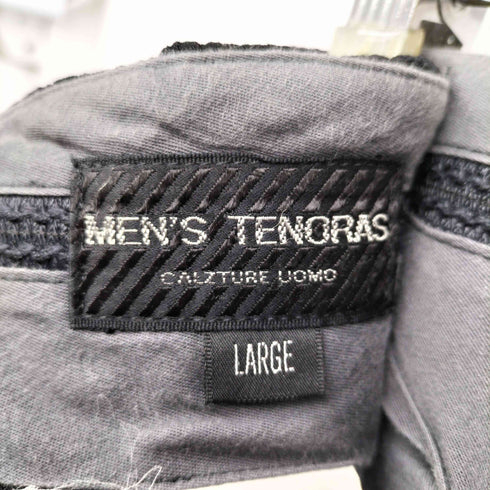 MEN'S TENORAS
CALZTURE UOMO
LARGE